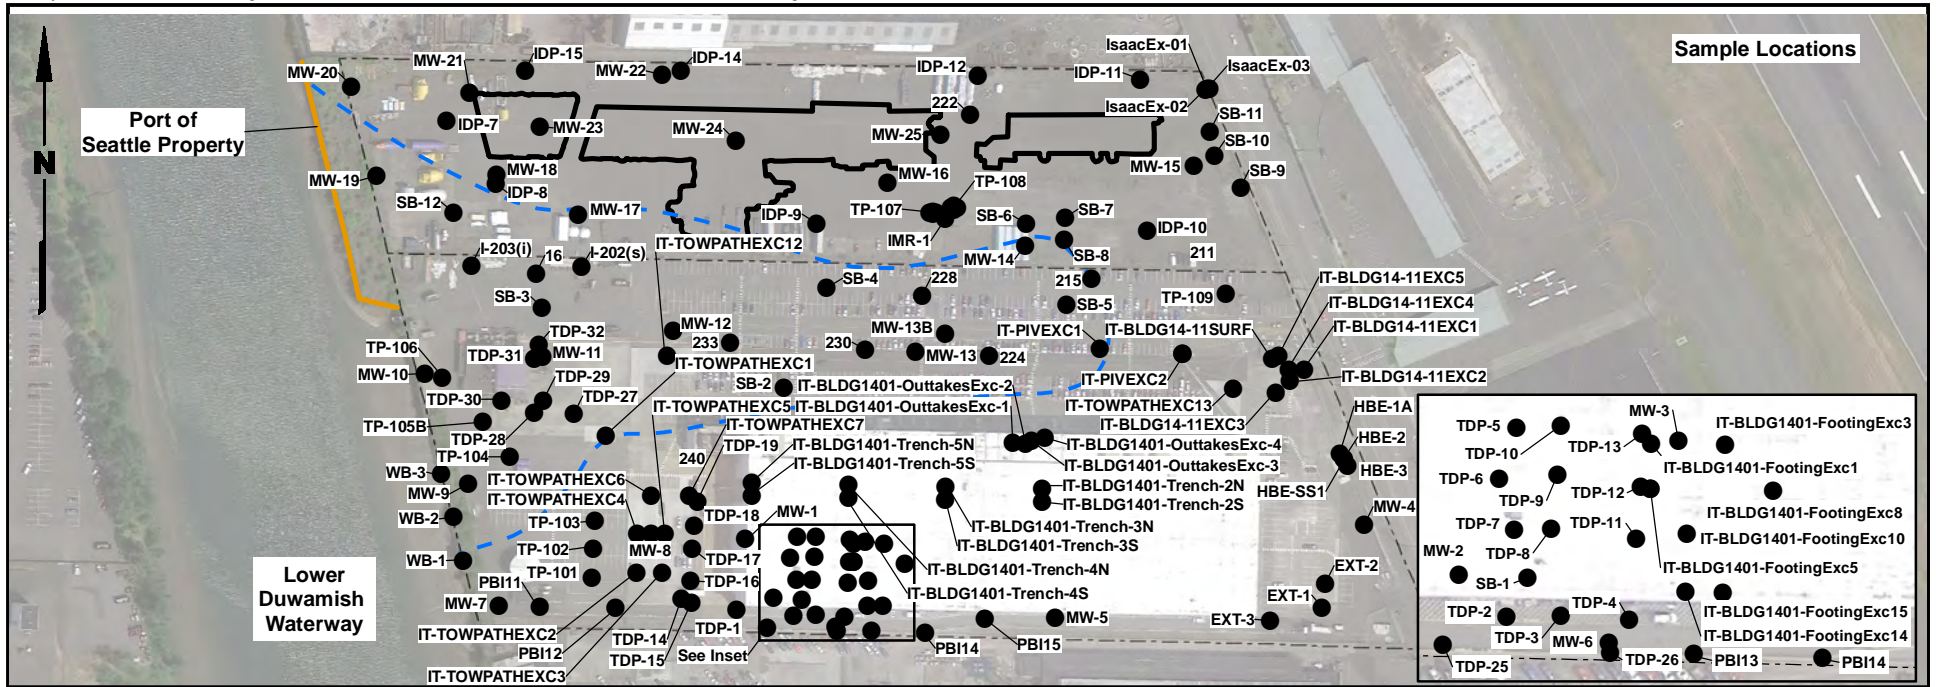 Sample Locations
IsaacEx-01
IDP-15
MW-21
IDP-14
MW-20
MW-22
IDP-12
IDP-11
IsaacEx-03
222
IsaacEx-02
Port of
Seattle Property
IDP-7
MW-23
MW-24
MW-25
SB-11
SB-10
N
MW-18
MW-15
MW-19
IDP-8
MW-16
TP-108
SB-9
SB-12
MW-17
IDP-9
TP-107
SB-6
SB-7
IDP-10
IT-TOWPATHEXC12
IMR-1
I-203(i)
16
I-202(s)
MW-14
SB-8
211
SB-4
228
215
IT-BLDG14-11EXC5
SB-3
SB-5
TP-109
IT-BLDG14-11EXC4
MW-12
MW-13B
IT-PIVEXC1
IT-BLDG14-11SURF
IT-BLDG14-11EXC1
TDP-32
233
230
TP-106
TDP-31
MW-11
MW-13
224
IT-TOWPATHEXC1
MW-10
TDP-29
SB-2
IT-BLDG1401-OuttakesExc-2
IT-PIVEXC2
IT-BLDG14-11EXC2
TDP-30
TDP-27
IT-TOWPATHEXC5
IT-BLDG1401-OuttakesExc-1
IT-TOWPATHEXC13
HBE-1A
TP-105B
IT-TOWPATHEXC7
IT-BLDG14-11EXC3
TDP-28
TDP-19
IT-BLDG1401-Trench-5N
IT-BLDG1401-OuttakesExc-4
HBE-2
TP-104
240
IT-BLDG1401-Trench-5S
IT-BLDG1401-OuttakesExc-3
HBE-3
WB-3
IT-TOWPATHEXC6
IT-BLDG1401-Trench-2N
HBE-SS1
MW-9
IT-TOWPATHEXC4
IT-BLDG1401-Trench-2S
WB-2
TP-103
TDP-18
MW-1
IT-BLDG1401-Trench-3N
MW-4
IT-BLDG1401-Trench-3S
TP-102
MW-8
TDP-17
WB-1
IT-BLDG1401-Trench-4N
EXT-2
TP-101
TDP-16
PBI11
IT-BLDG1401-Trench-4S
EXT-1
Lower
Duwamish
Waterway
MW-7
MW-5
EXT-3
IT-TOWPATHEXC2
TDP-14
TDP-1
PBI12
PBI14
PBI15
TDP-15
See Inset
IT-TOWPATHEXC3
MW-3
IT-BLDG1401-FootingExc3
TDP-5
TDP-13
TDP-10
IT-BLDG1401-FootingExc1
TDP-6
TDP-9
TDP-12
IT-BLDG1401-FootingExc8
TDP-7
TDP-11
IT-BLDG1401-FootingExc10
MW-2
TDP-8
IT-BLDG1401-FootingExc5
SB-1
TDP-2
TDP-4
IT-BLDG1401-FootingExc15
TDP-3
MW-6
IT-BLDG1401-FootingExc14
TDP-25
TDP-26
PBI13
PBI14